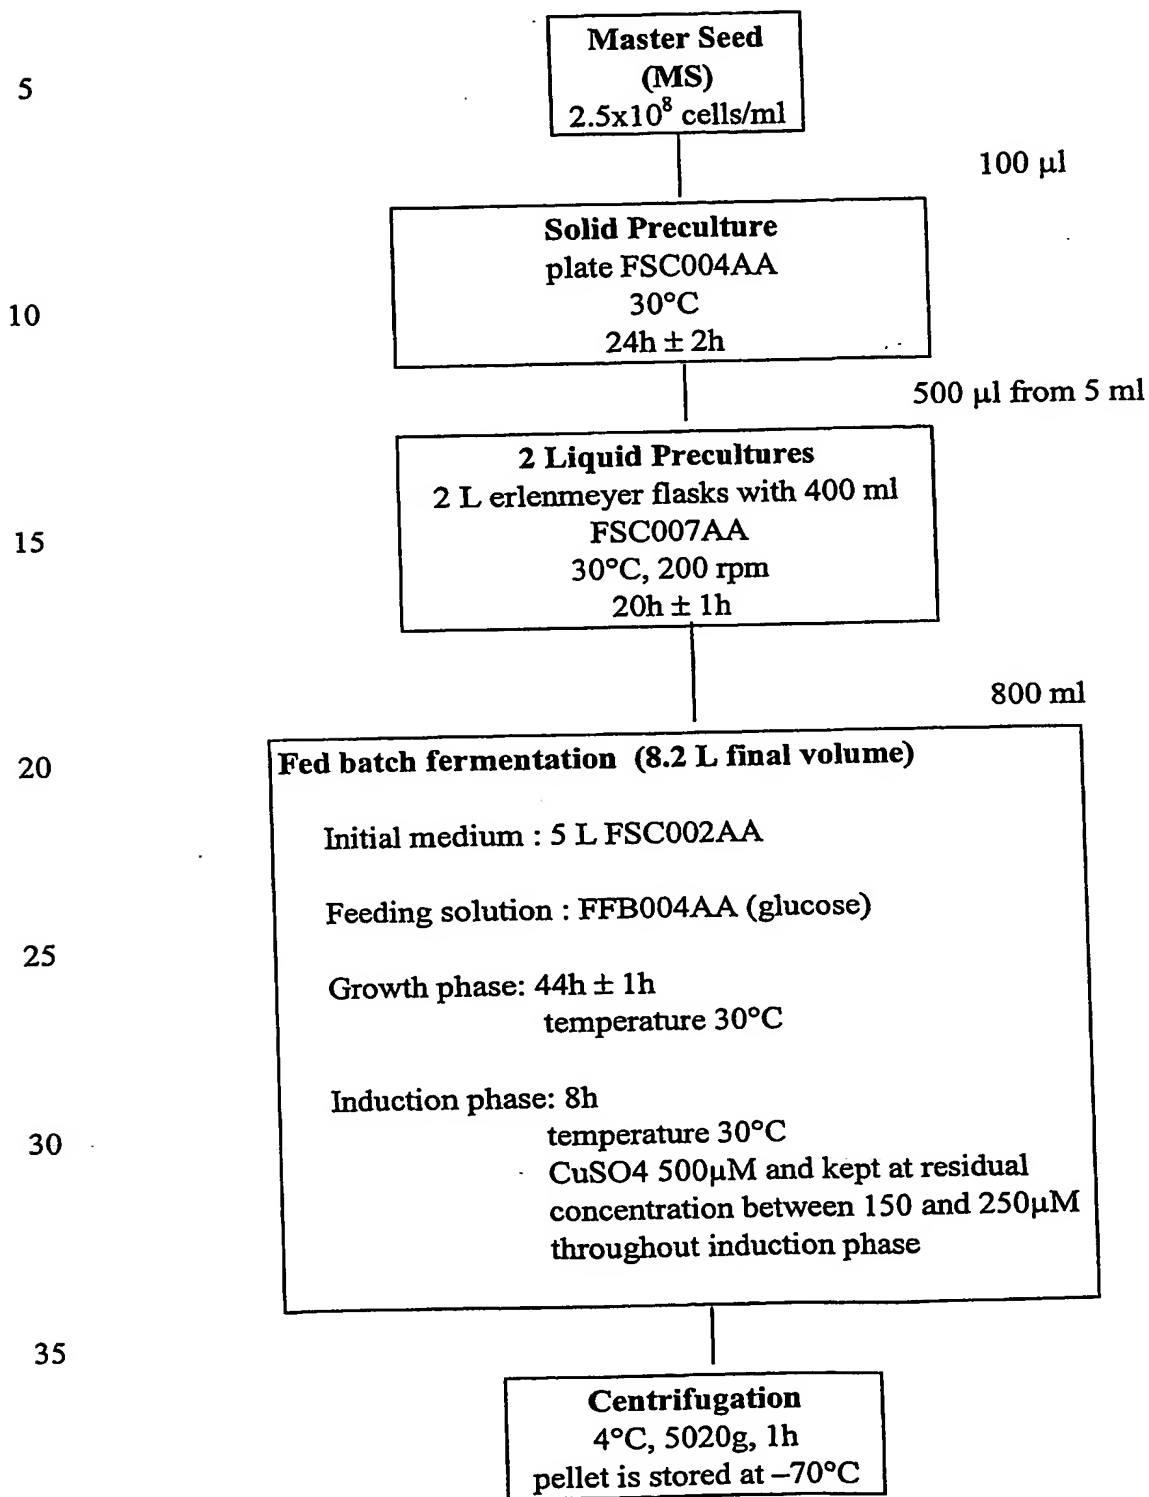 Master Seed
(MS)
5
2.5x10⁸ cells/ml
100 µl
Solid Preculture
plate FSC004AA
30°C
10
24h ± 2h
500 µl from 5 ml
2 Liquid Precultures
2 L erlenmeyer flasks with 400 ml
FSC007AA
15
30°C, 200 rpm
20h ± 1h
800 ml
20
Fed batch fermentation (8.2 L final volume)
Initial medium : 5 L FSC002AA
Feeding solution : FFB004AA (glucose)
25
Growth phase: 44h ± 1h
temperature 30°C
Induction phase: 8h
temperature 30°C
30
CuSO4 500µM and kept at residual
concentration between 150 and 250µM
throughout induction phase
35
Centrifugation
4°C, 5020g, 1h
pellet is stored at –70°C